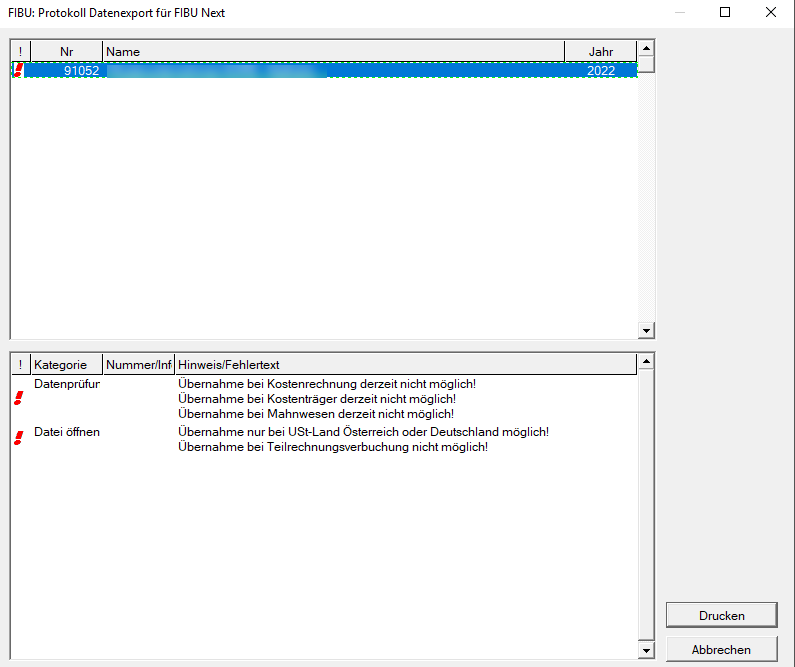 FIBU: Protokoll Datenexport für FIBU Next
! Nr Name Jahr
! 91052 2022
! Kategorie Nummer/Inf Hinweis/Fehlertext
! Datenprüfur Übernahme bei Kostenrechnung derzeit nicht möglich!
Übernahme bei Kostenträger derzeit nicht möglich!
Übernahme bei Mahnwesen derzeit nicht möglich!
! Datei öffnen Übernahme nur bei USt-Land Österreich oder Deutschland möglich!
Übernahme bei Teilrechnungsverbuchung nicht möglich!
Drucken
Abbrechen